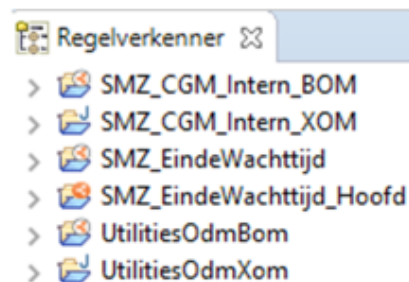 Regelverkenner
SMZ_CGM_Intern_BOM
SMZ_CGM_Intern_XOM
SMZ_EindeWachttijd
SMZ_EindeWachttijd_Hoofd
UtilitiesOdmBom
UtilitiesOdmXom